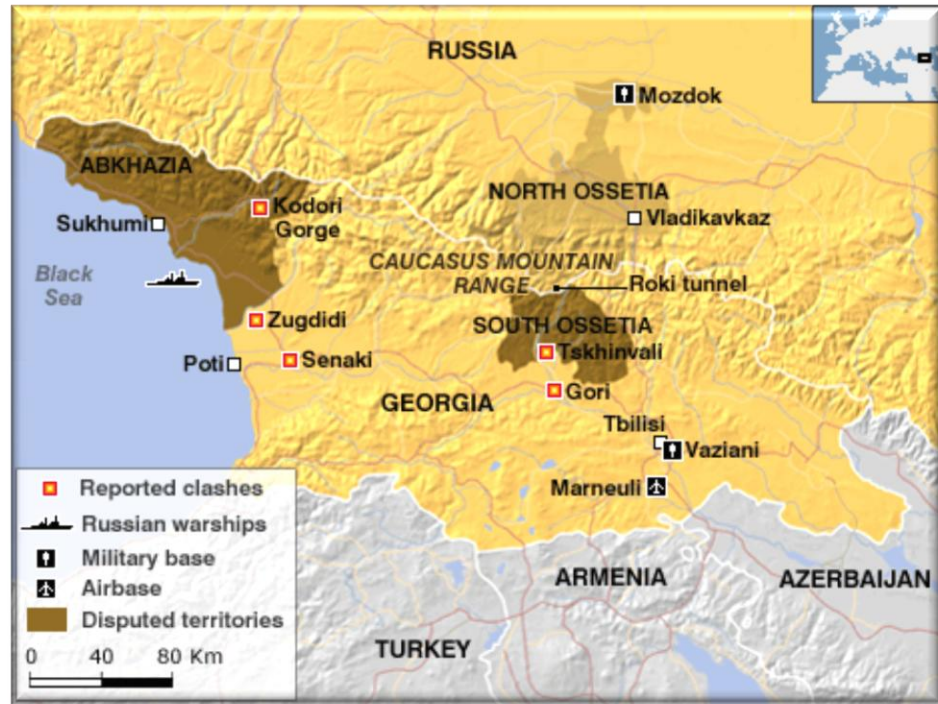 RUSSIA
Mozdok
ABKHAZIA
NORTH OSSETIA
Kodori
Gorge
Sukhumi
Vladikavkaz
Black
Sea
CAUCASUS MOUNTAIN
RANGE
Roki tunnel
Zugdidi
SOUTH OSSETIA
Tskhinvali
Poti
Senaki
Gori
GEORGIA
Tbilisi
Vaziani
Marneuli
Reported clashes
Russian warships
Military base
Airbase
Disputed territories
0 40 80 Km
ARMENIA
AZERBAIJAN
TURKEY